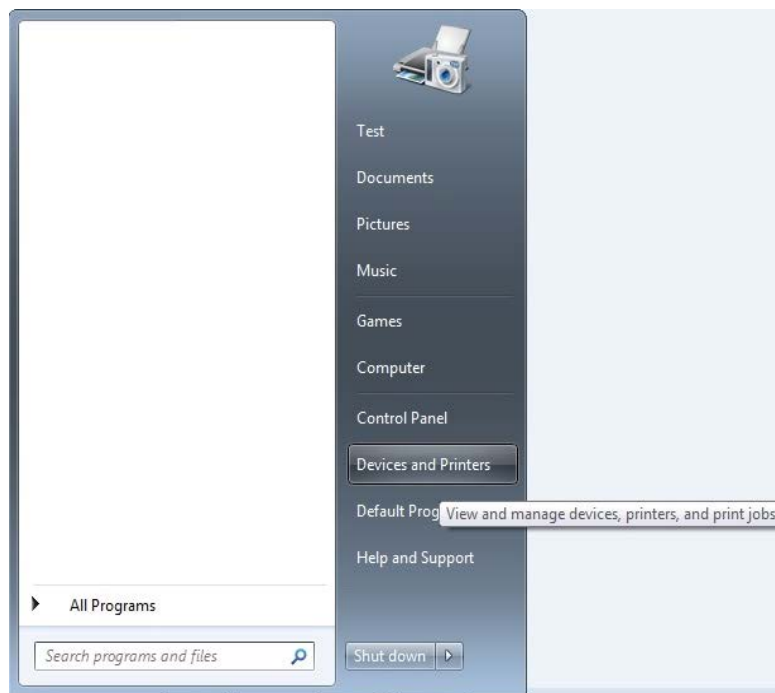 Test
Documents
Pictures
Music
Games
Computer
Control Panel
Devices and Printers
Default Prog
View and manage devices, printers, and print jobs
Help and Support
All Programs
Search programs and files
Shut down